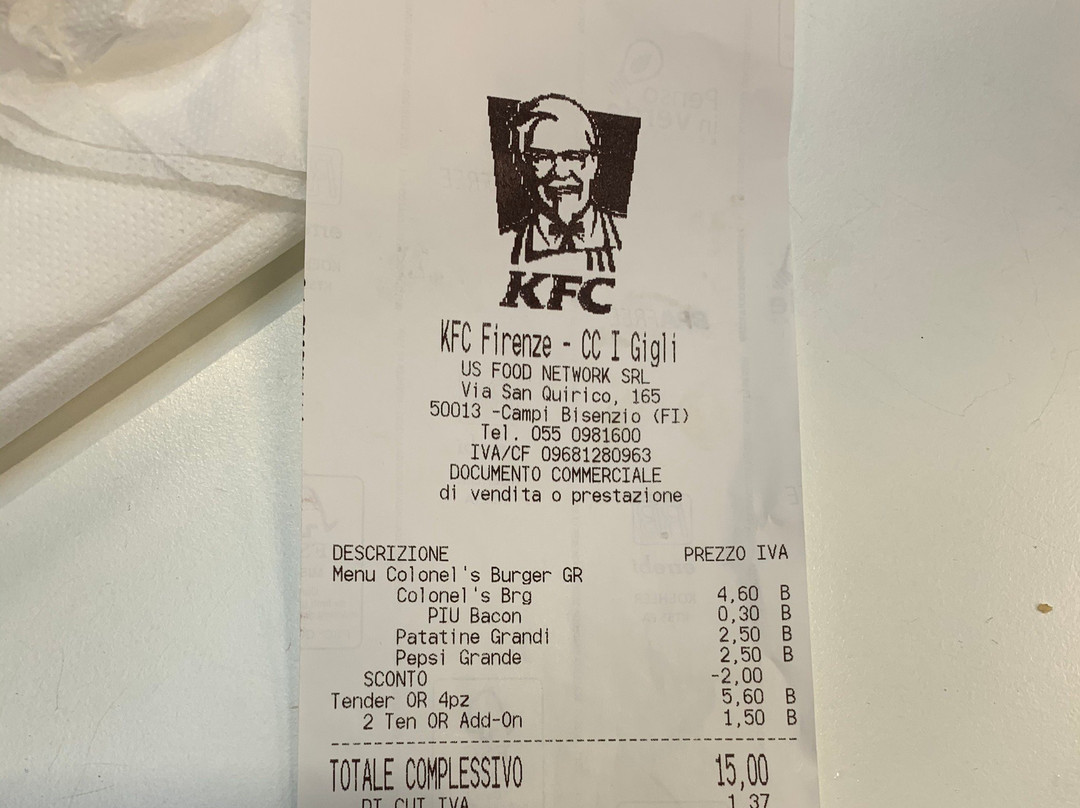 KFC
KFC Firenze - CC I Gigli
US FOOD NETWORK SRL
Via San Quirico, 165
50013 -Campi Bisenzio (FI)
Tel. 055 0981600
IVA/CF 09681280963
DOCUMENTO COMMERCIALE
di vendita o prestazione
DESCRIZIONE PREZZO IVA
Menu Colonel's Burger GR
Colonel's Brg 4,60 B
PIU Bacon 0,30 B
Patatine Grandi 2,50 B
Pepsi Grande 2,50 B
SCONTO -2,00
Tender OR 4pz 5,60 B
2 Ten OR Add-On 1,50 B
TOTALE COMPLESSIVO 15,00
DI CUI IVA 1,37